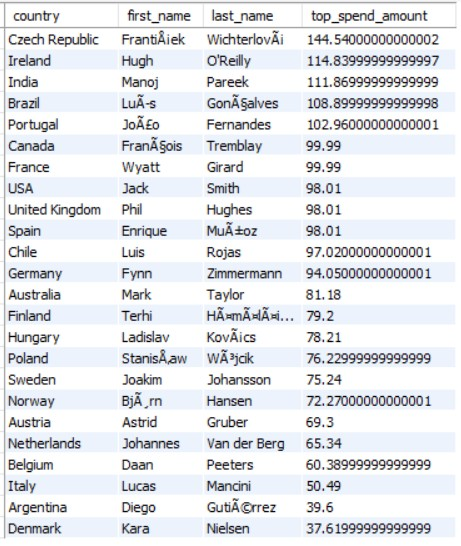 country first_name last_name top_spend_amount
Czech Republic FrantiÅ¡ek WichterlovÃ¡ 144.54000000000002
Ireland Hugh O'Reilly 114.83999999999997
India Manoj Pareek 111.86999999999999
Brazil LuÃ­s GonÃ§alves 108.89999999999998
Portugal JoÃ£o Fernandes 102.96000000000001
Canada FranÃ§ois Tremblay 99.99
France Wyatt Girard 99.99
USA Jack Smith 98.01
United Kingdom Phil Hughes 98.01
Spain Enrique MuÃ±oz 98.01
Chile Luis Rojas 97.02000000000001
Germany Fynn Zimmermann 94.05000000000001
Australia Mark Taylor 81.18
Finland Terhi HÃ¤mÃ¤lÃ¤i... 79.2
Hungary Ladislav KovÃ¡cs 78.21
Poland StanisÅ‚aw WÃ³jcik 76.22999999999999
Sweden Joakim Johansson 75.24
Norway BjÃ¸rn Hansen 72.27000000000001
Austria Astrid Gruber 69.3
Netherlands Johannes Van der Berg 65.34
Belgium Daan Peeters 60.38999999999999
Italy Lucas Mancini 50.49
Argentina Diego GutiÃ©rrez 39.6
Denmark Kara Nielsen 37.61999999999999